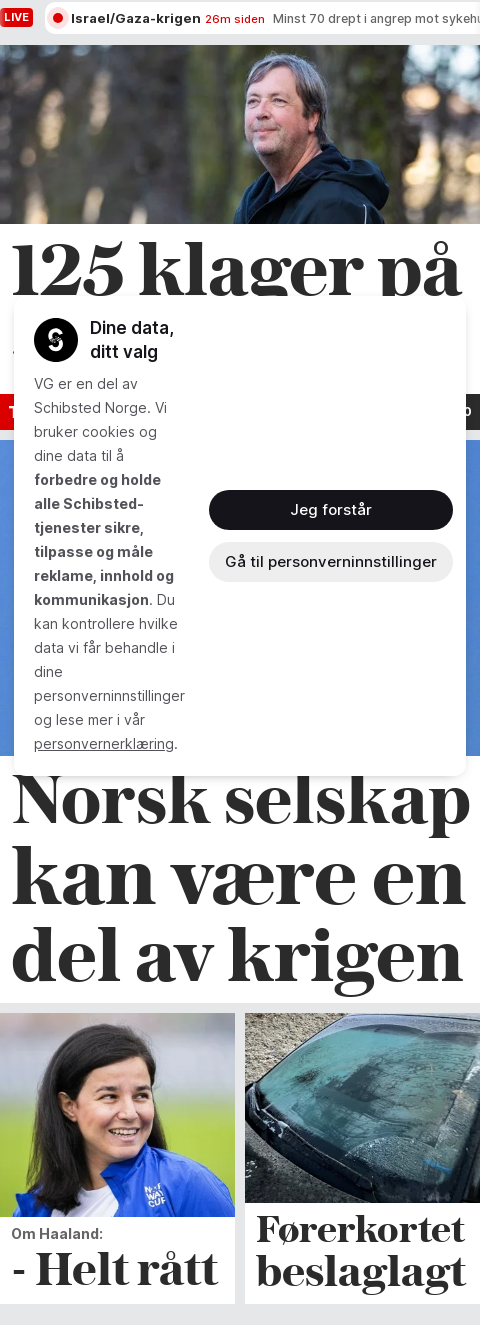 LIVE
Israel/Gaza-krigen 26m siden Minst 70 drept i angrep mot sykehu
125 klager på
Dine data,
ditt valg
VG er en del av
Schibsted Norge. Vi
bruker cookies og
dine data til å
forbedre og holde
alle Schibsted-
tjenester sikre,
tilpasse og måle
reklame, innhold og
kommunikasjon. Du
kan kontrollere hvilke
data vi får behandle i
dine
personverninnstillinger
og lese mer i vår
personvernerklæring.
Jeg forstår
Gå til personverninnstillinger
Norsk selskap
kan være en
del av krigen
Om Haaland:
- Helt rått
Førerkortet
beslaglagt